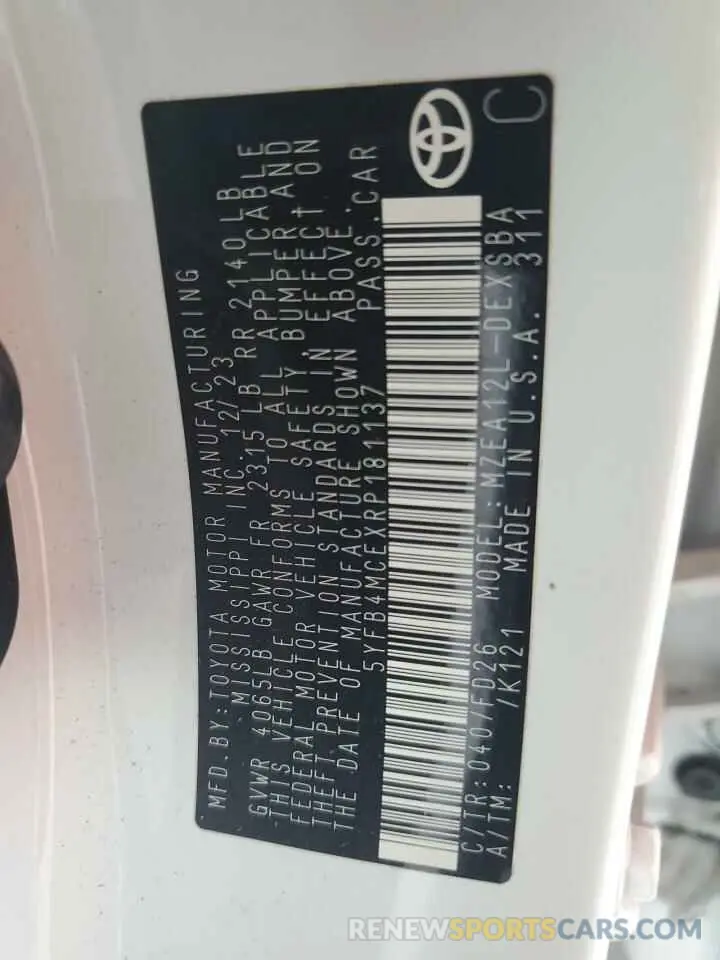 MFD.BY:TOYOTA MOTOR MANUFACTURING
MISSISSIPPI INC.12/23
GVWR 4065LB GAWR FR 2315 LB RR 2140LB
THIS VEHICLE CONFORMS TO ALL APPLICABLE
FEDERAL MOTOR VEHICLE SAFETY BUMPER AND
THEFT PREVENTION STANDARDS IN EFFECT ON
THE DATE OF MANUFACTURE SHOWN ABOVE.
5YFB4MCEXRP181137 PASS.CAR
C/TR:040/FD26 MODEL:MZEA12L-DEXSBA
A/TM: /K121 MADE IN U.S.A. 311
C
RENEWSPORTSCARS.COM